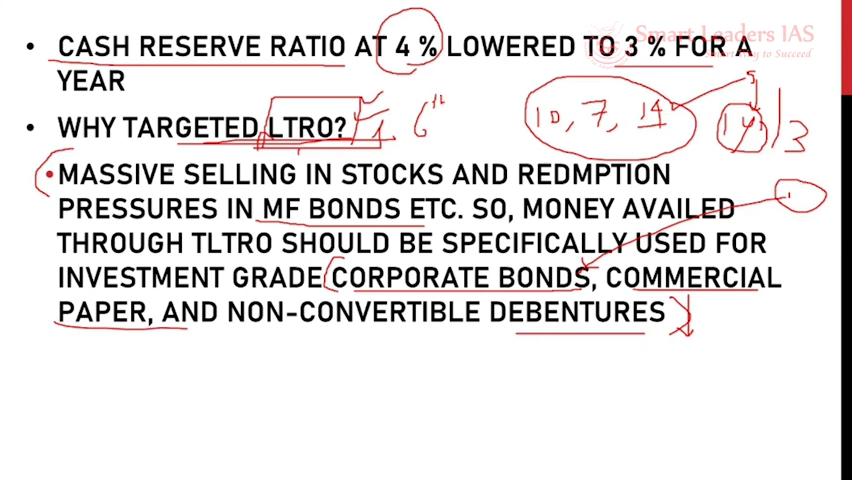 Smart Leaders IAS
• CASH RESERVE RATIO AT 4 % LOWERED TO 3 % FOR A
YEAR
• WHY TARGETED LTRO?
10, 7, 14
3
• MASSIVE SELLING IN STOCKS AND REDMPTION
PRESSURES IN MF BONDS ETC. SO, MONEY AVAILED
THROUGH TLTRO SHOULD BE SPECIFICALLY USED FOR
INVESTMENT GRADE CORPORATE BONDS, COMMERCIAL
PAPER, AND NON-CONVERTIBLE DEBENTURES